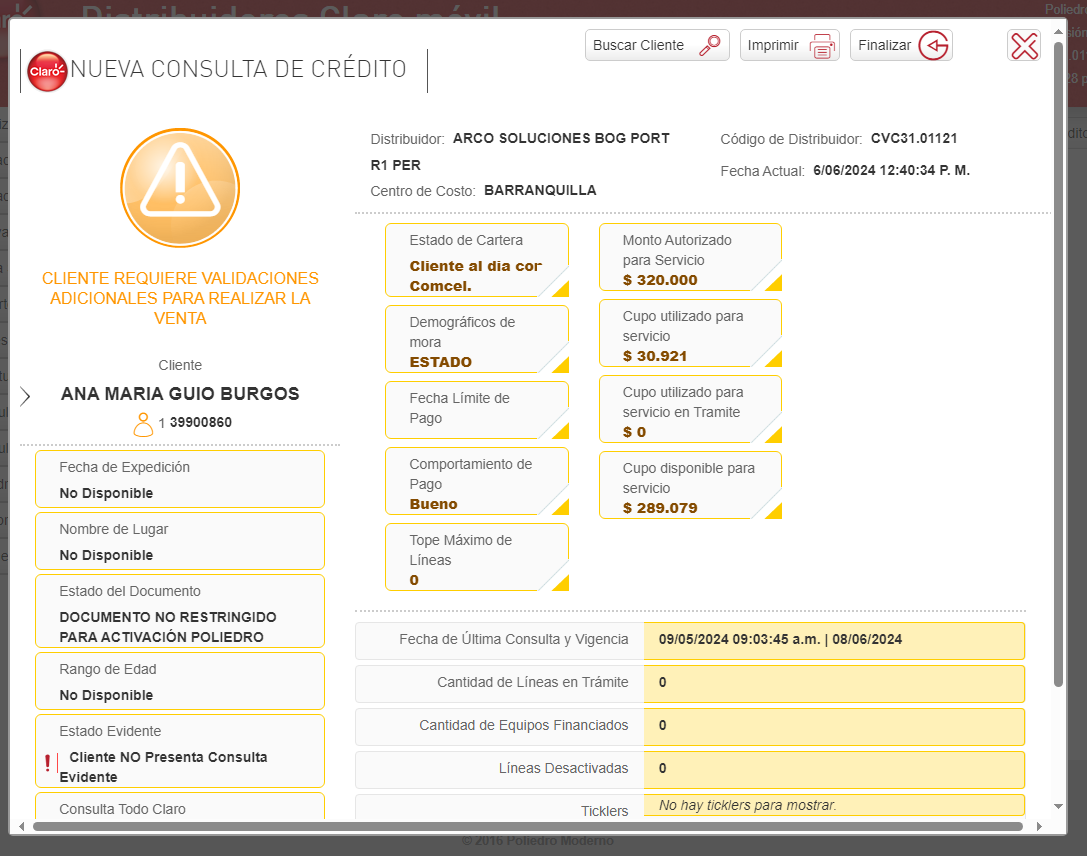 Distribuidores Claro móvil
Poliedro
Buscar Cliente
Imprimir
Finalizar
Claro
NUEVA CONSULTA DE CRÉDITO
Distribuidor: ARCO SOLUCIONES BOG PORT
R1 PER
Centro de Costo: BARRANQUILLA
Código de Distribuidor: CVC31.01121
Fecha Actual: 6/06/2024 12:40:34 P. M.
CLIENTE REQUIERE VALIDACIONES
ADICIONALES PARA REALIZAR LA
VENTA
Cliente
ANA MARIA GUIO BURGOS
1 39900860
Fecha de Expedición
No Disponible
Nombre de Lugar
No Disponible
Estado del Documento
DOCUMENTO NO RESTRINGIDO
PARA ACTIVACIÓN POLIEDRO
Rango de Edad
No Disponible
Estado Evidente
Cliente NO Presenta Consulta
Evidente
Consulta Todo Claro
Estado de Cartera
Cliente al dia cor
Comcel.
Demográficos de
mora
ESTADO
Fecha Límite de
Pago
Comportamiento de
Pago
Bueno
Tope Máximo de
Líneas
0
Monto Autorizado
para Servicio
$ 320.000
Cupo utilizado para
servicio
$ 30.921
Cupo utilizado para
servicio en Tramite
$ 0
Cupo disponible para
servicio
$ 289.079
Fecha de Última Consulta y Vigencia 09/05/2024 09:03:45 a.m. | 08/06/2024
Cantidad de Líneas en Trámite 0
Cantidad de Equipos Financiados 0
Líneas Desactivadas 0
Ticklers No hay ticklers para mostrar.
© 2016 Poliedro Moderno